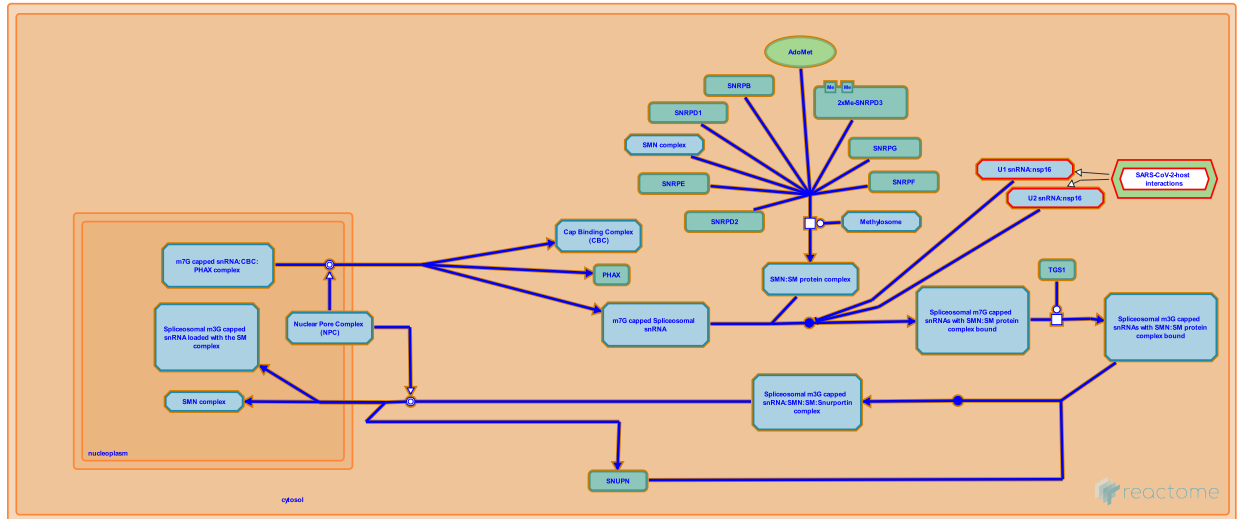 AdoMet
SNRPB
Me
Me
2xMe-SNRPD3
SNRPD1
SMN complex
SNRPG
SNRPE
SNRPF
SNRPD2
Methylosome
U1 snRNA:nsp16
U2 snRNA:nsp16
SARS-CoV-2-host
interactions
Cap Binding Complex
(CBC)
m7G capped snRNA:CBC:
PHAX complex
PHAX
SMN:SM protein complex
TGS1
m7G capped Spliceosomal
snRNA
Spliceosomal m7G capped
snRNAs with SMN:SM protein
complex bound
Spliceosomal m3G capped
snRNAs with SMN:SM protein
complex bound
Nuclear Pore Complex
(NPC)
Spliceosomal m3G capped
snRNA loaded with the SM
complex
SMN complex
Spliceosomal m3G capped
snRNA:SMN:SM:Snurportin
complex
nucleoplasm
SNUPN
cytosol
reactome